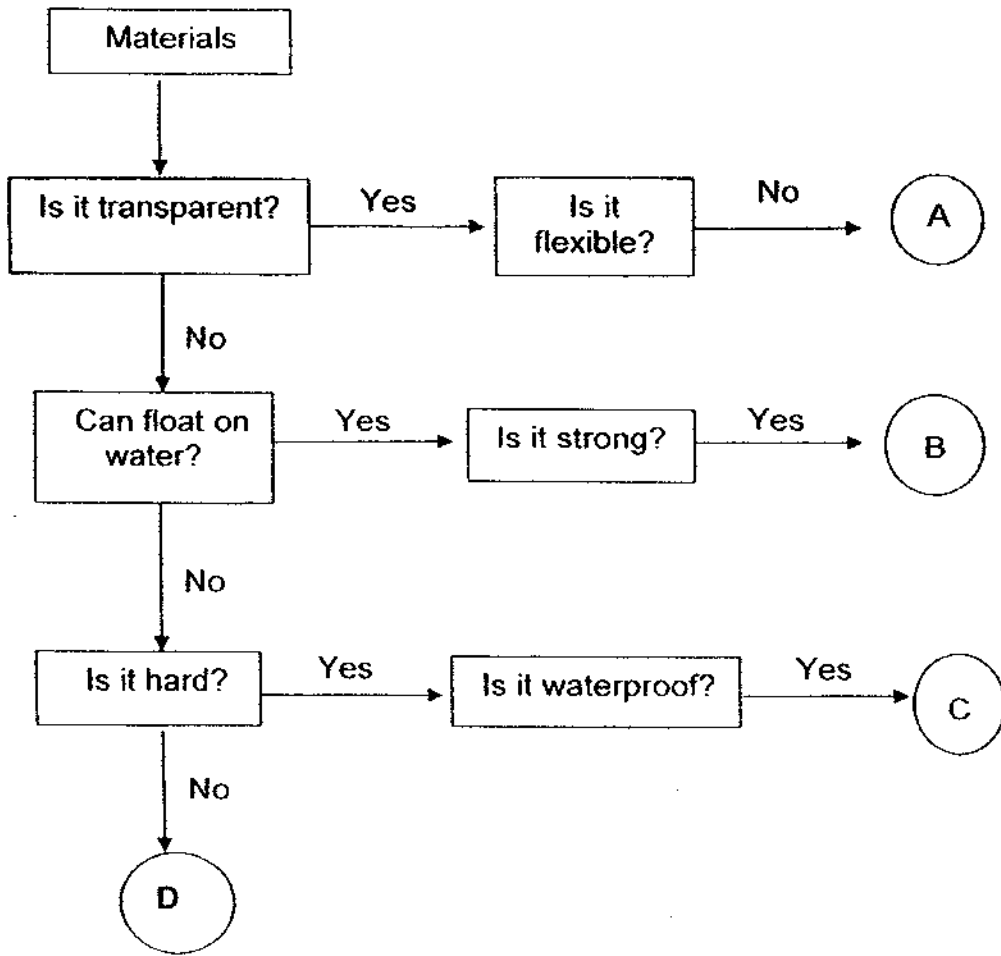 Materials
Is it transparent?
Yes
Is it
flexible?
No
A
No
Can float on
water?
Yes
Is it strong?
Yes
B
No
Is it hard?
Yes
Is it waterproof?
Yes
C
No
D